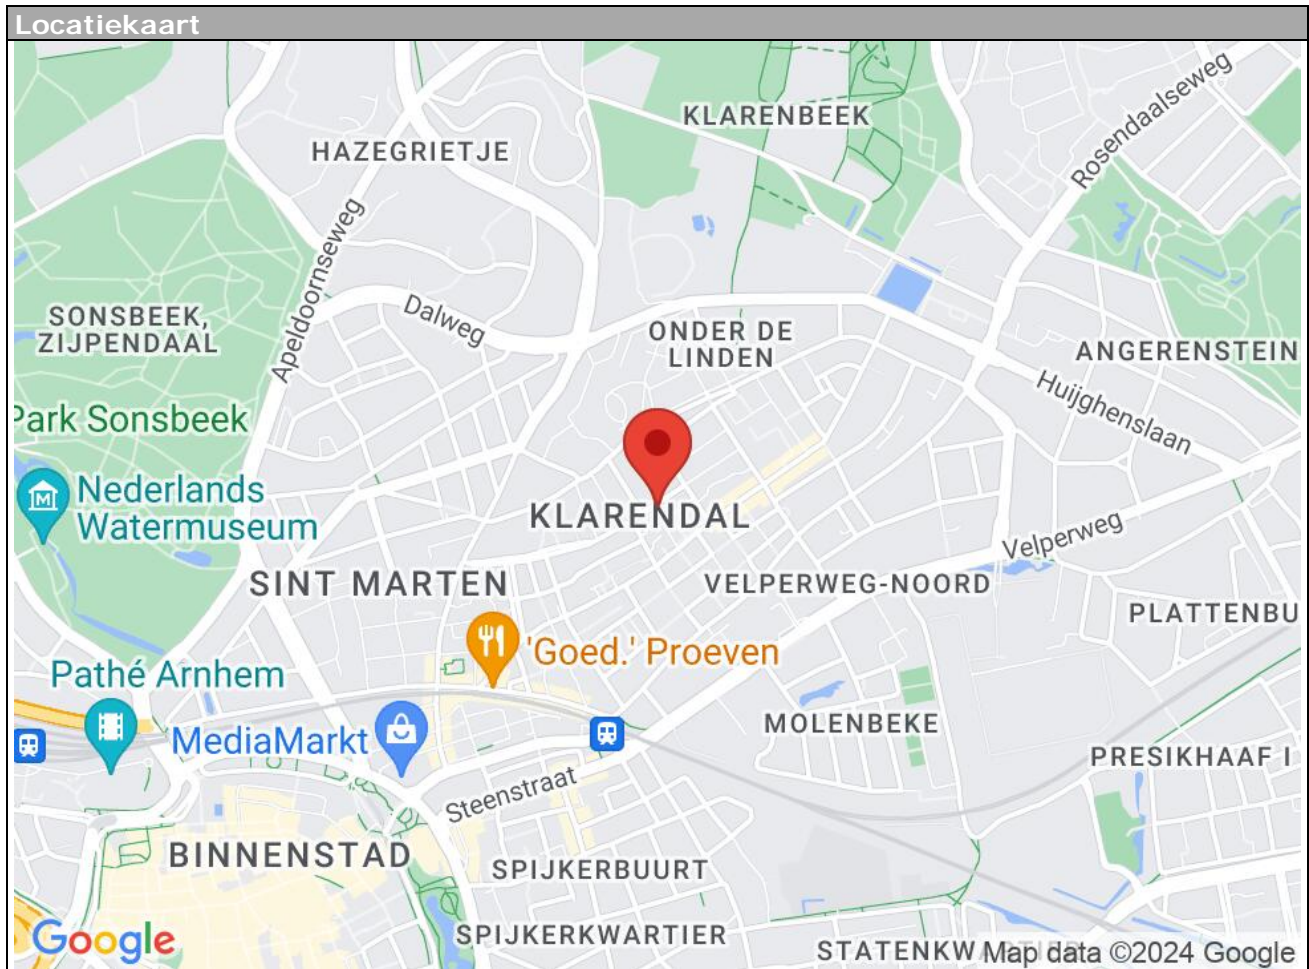 Locatiekaart
KLARENBEEK
Rosendaalseweg
HAZEGRIETJE
Apeldoornseweg
SONSBEEK,
ZIJPENDAAL
Dalweg
ONDER DE
LINDEN
ANGERENSTEIN
Huijghenslaan
Park Sonsbeek
Nederlands
Watermuseum
KLARENDAL
Velperweg
SINT MARTEN
VELPERWEG-NOORD
PLATTENBU
'Goed.' Proeven
Pathé Arnhem
MediaMarkt
MOLENBEKE
PRESIKHAAF I
Steenstraat
BINNENSTAD
SPIJKERBUURT
SPIJKERKWARTIER
Google
Map data ©2024 Google